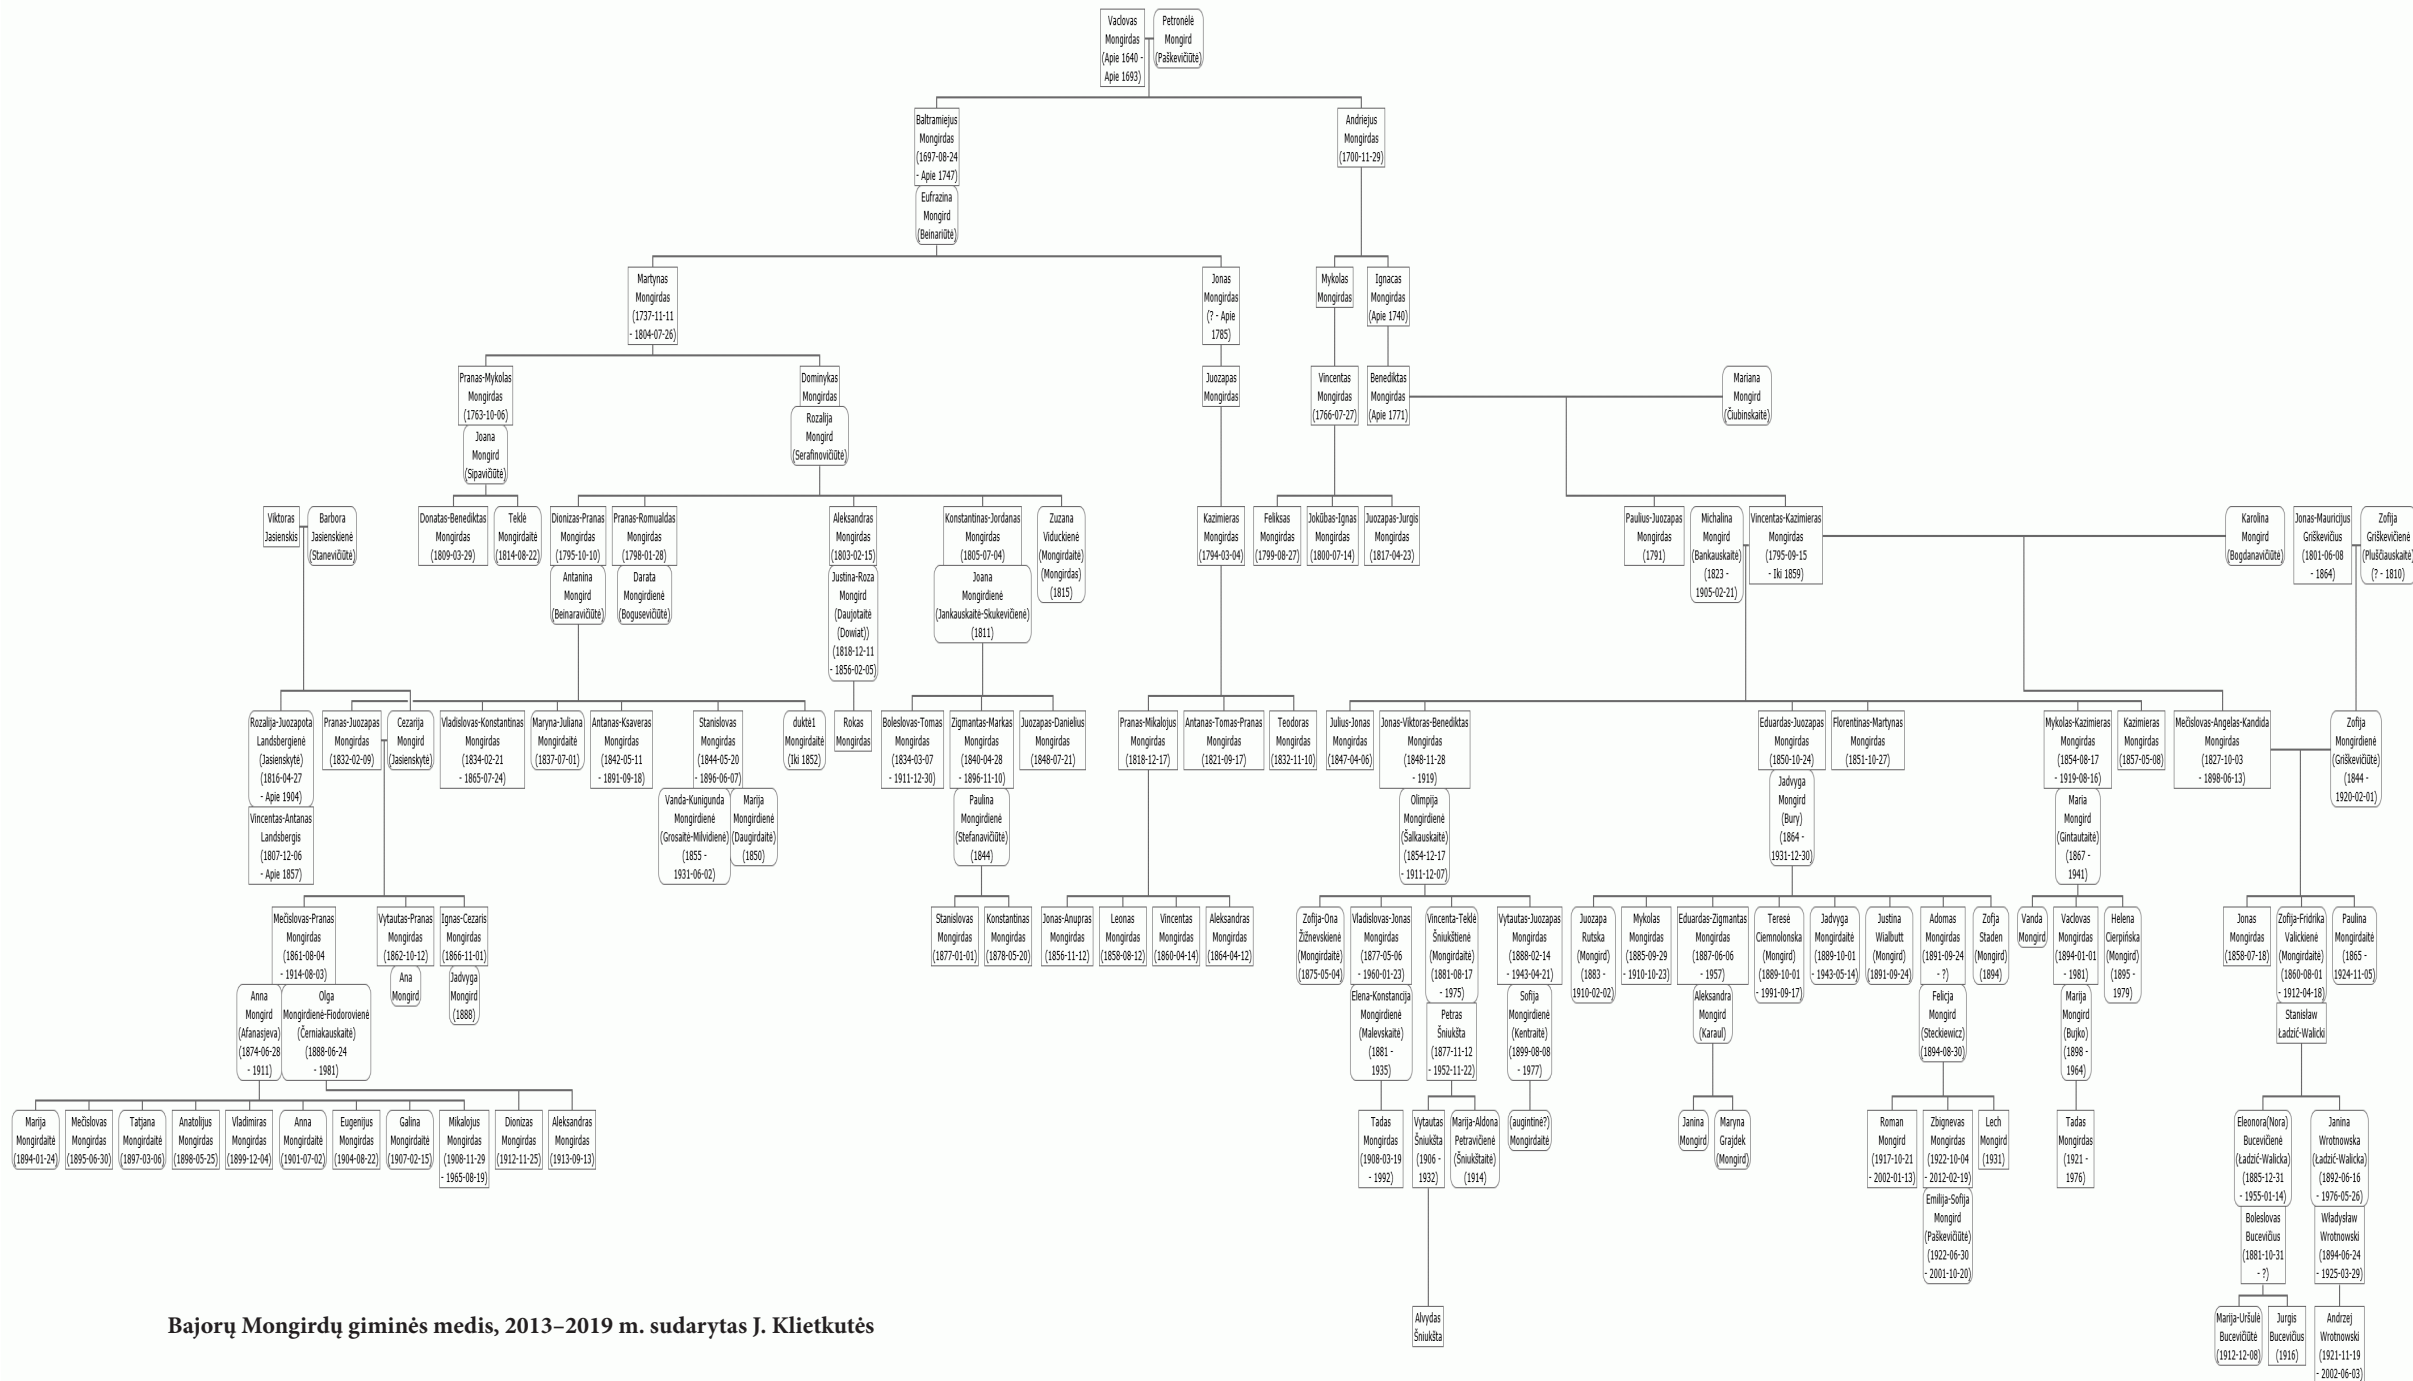 Vaclovas
Mongirdas
(Apie 1640 -
Apie 1693)
Petronėlė
Mongird
(Paškevičiūtė)
Baltramiejus
Mongirdas
(1697-08-24
- Apie 1747)
Eufrazina
Mongird
(Beinariūtė)
Andriejus
Mongirdas
(1700-11-29)
Martynas
Mongirdas
(1737-11-11
- 1804-07-26)
Jonas
Mongirdas
(? - Apie
1785)
Mykolas
Mongirdas
Ignacas
Mongirdas
(Apie 1740)
Pranas-Mykolas
Mongirdas
(1763-10-06)
Joana
Mongird
(Sipavičiūtė)
Dominykas
Mongirdas
Rozalija
Mongird
(Serafinovičiūtė)
Juozapas
Mongirdas
Vincentas
Mongirdas
(1766-07-27)
Benediktas
Mongirdas
(Apie 1771)
Mariana
Mongird
(Čiubinskaitė)
Viktoras
Jasienskis
Barbora
Jasienskienė
(Stanevičiūtė)
Donatas-Benediktas
Mongirdas
(1809-03-29)
Teklė
Mongirdaitė
(1814-08-22)
Dionizas-Pranas
Mongirdas
(1795-10-10)
Antanina
Mongird
(Beinaravičiūtė)
Pranas-Romualdas
Mongirdas
(1798-01-28)
Darata
Mongirdienė
(Bogusevičiūtė)
Aleksandras
Mongirdas
(1803-02-15)
Justina-Roza
Mongird
(Daujotaitė
(Dowiat))
(1818-12-11
- 1856-02-05)
Konstantinas-Jordanas
Mongirdas
(1805-07-04)
Joana
Mongirdienė
(Jankauskaitė-Skukevičienė)
(1811)
Zuzana
Viduckienė
(Mongirdaitė)
(Mongirdas)
(1815)
Kazimieras
Mongirdas
(1794-03-04)
Feliksas
Mongirdas
(1799-08-27)
Jokūbas-Ignas
Mongirdas
(1800-07-14)
Juozapas-Jurgis
Mongirdas
(1817-04-23)
Paulius-Juozapas
Mongirdas
(1791)
Michalina
Mongird
(Bankauskaitė)
(1823 -
1905-02-21)
Vincentas-Kazimieras
Mongirdas
(1795-09-15
- Iki 1859)
Karolina
Mongird
(Bogdanavičiūtė)
Jonas-Mauricijus
Griškevičius
(1801-06-08
- 1864)
Zofija
Griškevičienė
(Pluščiauskaitė)
(? - 1810)
Rozalija-Juozapota
Landsbergienė
(Jasienskytė)
(1816-04-27
- Apie 1904)
Vincentas-Antanas
Landsbergis
(1807-12-06
- Apie 1857)
Pranas-Juozapas
Mongirdas
(1832-02-09)
Cezarija
Mongird
(Jasienskytė)
Vladislovas-Konstantinas
Mongirdas
(1834-02-21
- 1865-07-24)
Maryna-Juliana
Mongirdaitė
(1837-07-01)
Antanas-Ksaveras
Mongirdas
(1842-05-11
- 1891-09-18)
Stanislovas
Mongirdas
(1844-05-20
- 1896-06-07)
Vanda-Kunigunda
Mongirdienė
(Grosaitė-Milvidienė)
(1855 -
1931-06-02)
Marija
Mongirdienė
(Daugirdaitė)
(1850)
duktė1
Mongirdaitė
(Iki 1852)
Rokas
Mongirdas
Boleslovas-Tomas
Mongirdas
(1834-03-07
- 1911-12-30)
Zigmantas-Markas
Mongirdas
(1840-04-28
- 1896-11-10)
Paulina
Mongirdienė
(Stefanavičiūtė)
(1844)
Juozapas-Danielius
Mongirdas
(1848-07-21)
Pranas-Mikalojus
Mongirdas
(1818-12-17)
Antanas-Tomas-Pranas
Mongirdas
(1821-09-17)
Teodoras
Mongirdas
(1832-11-10)
Julius-Jonas
Mongirdas
(1847-04-06)
Jonas-Viktoras-Benediktas
Mongirdas
(1848-11-28
- 1919)
Olimpija
Mongirdienė
(Šalkauskaitė)
(1854-12-17
- 1911-12-07)
Eduardas-Juozapas
Mongirdas
(1850-10-24)
Jadvyga
Mongird
(Bury)
(1864 -
1931-12-30)
Florentinas-Martynas
Mongirdas
(1851-10-27)
Mykolas-Kazimieras
Mongirdas
(1854-08-17
- 1919-08-16)
Maria
Mongird
(Gintautaitė)
(1867 -
1941)
Kazimieras
Mongirdas
(1857-05-08)
Mečislovas-Angelas-Kandida
Mongirdas
(1827-10-03
- 1898-06-13)
Zofija
Mongirdienė
(Griškevičiūtė)
(1844 -
1920-02-01)
Mečislovas-Pranas
Mongirdas
(1861-08-04
- 1914-08-03)
Anna
Mongird
(Afanasjeva)
(1874-06-28
- 1911)
Olga
Mongirdienė-Fiodorovienė
(Černiakauskaitė)
(1888-06-24
- 1981)
Vytautas-Pranas
Mongirdas
(1862-10-12)
Ana
Mongird
Ignas-Cezaris
Mongirdas
(1866-11-01)
Jadvyga
Mongird
(1888)
Stanislovas
Mongirdas
(1877-01-01)
Konstantinas
Mongirdas
(1878-05-20)
Jonas-Anupras
Mongirdas
(1856-11-12)
Leonas
Mongirdas
(1858-08-12)
Vincentas
Mongirdas
(1860-04-14)
Aleksandras
Mongirdas
(1864-04-12)
Zofija-Ona
Žižnevskienė
(Mongirdaitė)
(1875-05-04)
Vladislovas-Jonas
Mongirdas
(1877-05-06
- 1960-01-23)
Elena-Konstancija
Mongirdienė
(Malevskaitė)
(1881 -
1935)
Vincenta-Teklė
Šniukštienė
(Mongirdaitė)
(1881-08-17
- 1975)
Petras
Šniukšta
(1877-11-12
- 1952-11-22)
Vytautas-Juozapas
Mongirdas
(1888-02-14
- 1943-04-21)
Sofija
Mongirdienė
(Kentraitė)
(1899-08-08
- 1977)
Juozapa
Rutska
(Mongird)
(1883 -
1910-02-02)
Mykolas
Mongirdas
(1885-09-29
- 1910-10-23)
Eduardas-Zigmantas
Mongirdas
(1887-06-06
- 1957)
Aleksandra
Mongird
(Karaul)
Teresė
Ciemnolonska
(Mongird)
(1889-10-01
- 1991-09-17)
Jadvyga
Mongirdaitė
(1889-10-01
- 1943-05-14)
Justina
Wialbutt
(Mongird)
(1891-09-24)
Adomas
Mongirdas
(1891-09-24
- ?)
Felicja
Mongird
(Steckiewicz)
(1894-08-30)
Zofja
Staden
(Mongird)
(1894)
Vanda
Mongird
Vaclovas
Mongirdas
(1894-01-01
- 1981)
Marija
Mongird
(Bujko)
(1898 -
1964)
Helena
Cierpińska
(Mongird)
(1895 -
1979)
Jonas
Mongirdas
(1858-07-18)
Zofija-Fridrika
Valickienė
(Mongirdaitė)
(1860-08-01
- 1912-04-18)
Stanisław
Ładzić-Walicki
Paulina
Mongirdaitė
(1865 -
1924-11-05)
Marija
Mongirdaitė
(1894-01-24)
Mečislovas
Mongirdas
(1895-06-30)
Tatjana
Mongirdaitė
(1897-03-06)
Anatolijus
Mongirdas
(1898-05-25)
Vladimiras
Mongirdas
(1899-12-04)
Anna
Mongirdaitė
(1901-07-02)
Eugenijus
Mongirdas
(1904-08-22)
Galina
Mongirdaitė
(1907-02-15)
Mikalojus
Mongirdas
(1908-11-29
- 1965-08-19)
Dionizas
Mongirdas
(1912-11-25)
Aleksandras
Mongirdas
(1913-09-13)
Tadas
Mongirdas
(1908-03-19
- 1992)
Vytautas
Šniukšta
(1906 -
1932)
Marija-Aldona
Petravičienė
(Šniukštaitė)
(1914)
(augintinė?)
Mongirdaitė
Janina
Mongird
Maryna
Grajdek
(Mongird)
Roman
Mongird
(1917-10-21
- 2002-01-13)
Zbignevas
Mongirdas
(1922-10-04
- 2012-02-19)
Emilija-Sofija
Mongird
(Paškevičiūtė)
(1922-06-30
- 2001-10-20)
Lech
Mongird
(1931)
Tadas
Mongirdas
(1921 -
1976)
Eleonora(Nora)
Bucevičienė
(Ładzić-Walicka)
(1885-12-31
- 1955-01-14)
Boleslovas
Bucevičius
(1881-10-31
- ?)
Janina
Wrotnowska
(Ładzić-Walicka)
(1892-06-16
- 1976-05-26)
Władysław
Wrotnowski
(1894-06-24
- 1925-03-29)
Alvydas
Šniukšta
Marija-Uršulė
Bucevičiūtė
(1912-12-08)
Jurgis
Bucevičius
(1916)
Andrzej
Wrotnowski
(1921-11-19
- 2002-06-03)
Bajorų Mongirdų giminės medis, 2013–2019 m. sudarytas J. Klietkutės